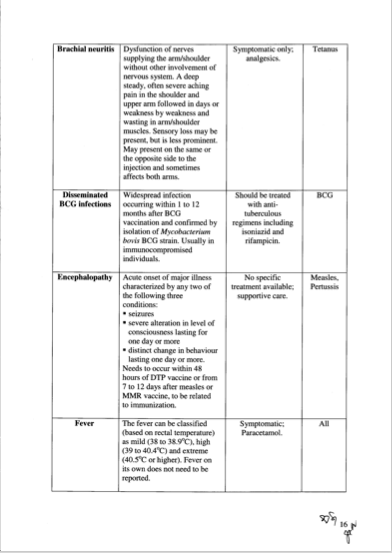 Brachial neuritis
Dysfunction of nerves
supplying the arm/shoulder
without other involvement of
nervous system. A deep
steady, often severe aching
pain in the shoulder and
upper arm followed in days or
weakness by weakness and
wasting in arm/shoulder
muscles. Sensory loss may be
present, but is less prominent.
May present on the same or
the opposite side to the
injection and sometimes
affects both arms.
Symptomatic only;
analgesics.
Tetanus
Disseminated
BCG infections
Widespread infection
occurring within 1 to 12
months after BCG
vaccination and confirmed by
isolation of Mycobacterium
bovis BCG strain. Usually in
immunocompromised
individuals.
Should be treated
with anti-
tuberculous
regimens including
isoniazid and
rifampicin.
BCG
Encephalopathy
Acute onset of major illness
characterized by any two of
the following three
conditions:
• seizures
• severe alteration in level of
consciousness lasting for
one day or more
• distinct change in behaviour
lasting one day or more.
Needs to occur within 48
hours of DTP vaccine or from
7 to 12 days after measles or
MMR vaccine, to be related
to immunization.
No specific
treatment available;
supportive care.
Measles,
Pertussis
Fever
The fever can be classified
(based on rectal temperature)
as mild (38 to 38.9°C), high
(39 to 40.4°C) and extreme
(40.5°C or higher). Fever on
its own does not need to be
reported.
Symptomatic;
Paracetamol.
All
16